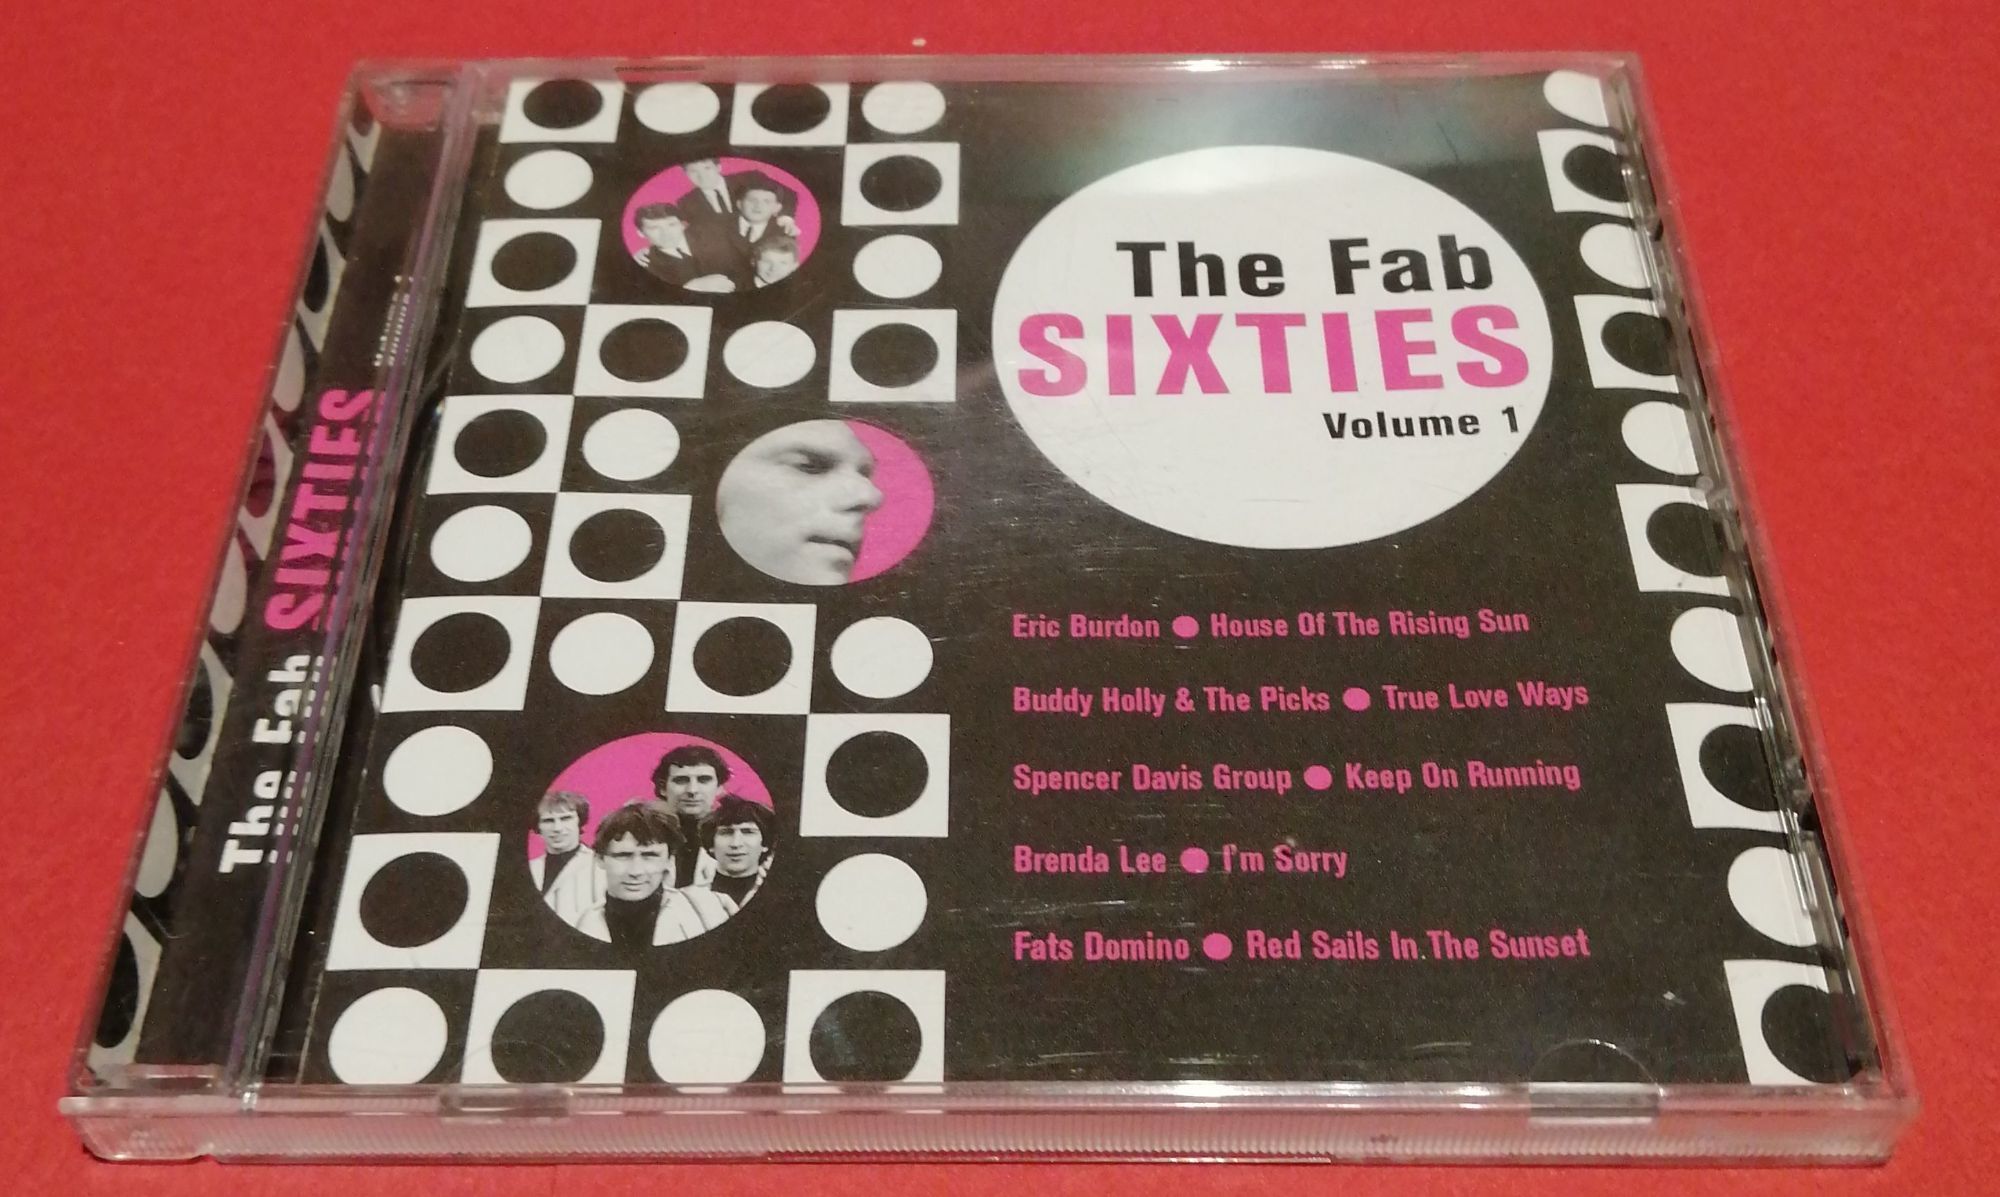 The Fab
SIXTIES
Volume 1
Eric Burdon ● House Of The Rising Sun
Buddy Holly & The Picks ● True Love Ways
Spencer Davis Group ● Keep On Running
Brenda Lee ● I'm Sorry
Fats Domino ● Red Sails In The Sunset
The Fab SIXTIES Volume 1